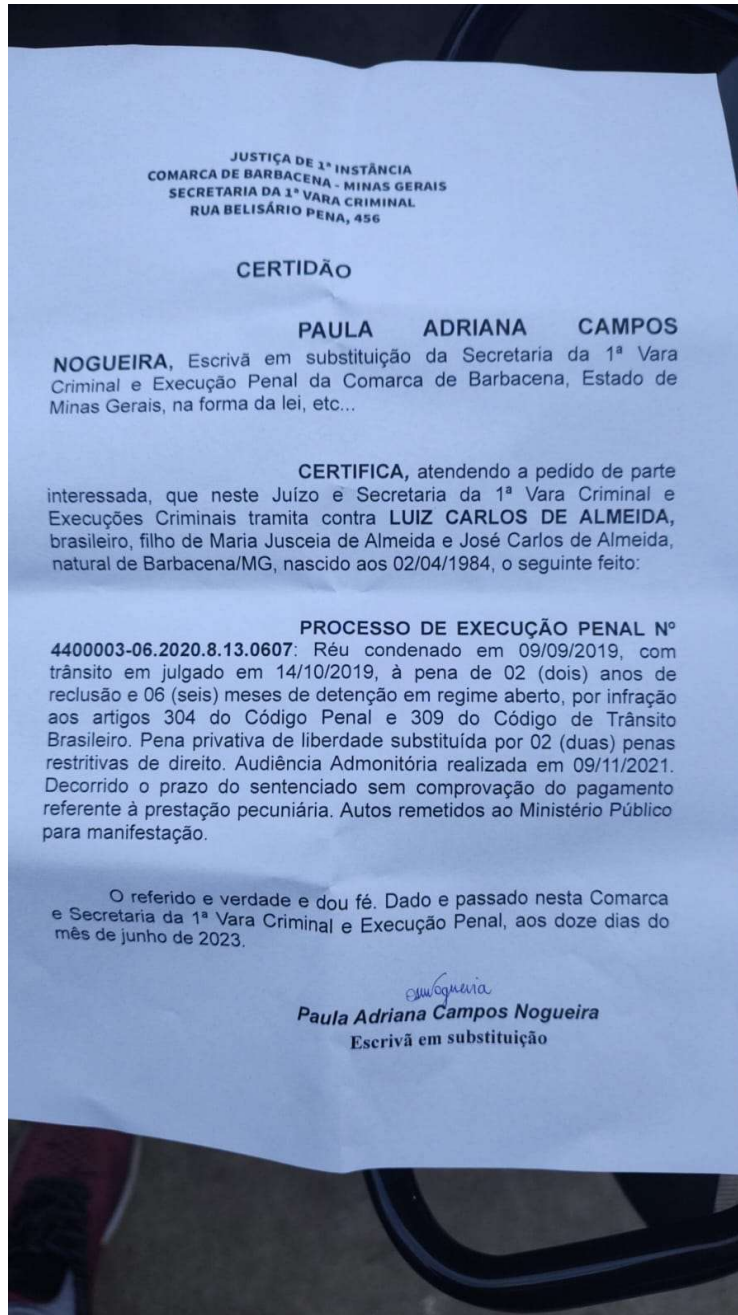 JUSTIÇA DE 1ª INSTÂNCIA
COMARCA DE BARBACENA - MINAS GERAIS
SECRETARIA DA 1ª VARA CRIMINAL
RUA BELISÁRIO PENA, 456
CERTIDÃO
PAULA ADRIANA CAMPOS
NOGUEIRA, Escrivã em substituição da Secretaria da 1ª Vara
Criminal e Execução Penal da Comarca de Barbacena, Estado de
Minas Gerais, na forma da lei, etc...
CERTIFICA, atendendo a pedido de parte
interessada, que neste Juízo e Secretaria da 1ª Vara Criminal e
Execuções Criminais tramita contra LUIZ CARLOS DE ALMEIDA,
brasileiro, filho de Maria Jusceia de Almeida e José Carlos de Almeida,
natural de Barbacena/MG, nascido aos 02/04/1984, o seguinte feito:
PROCESSO DE EXECUÇÃO PENAL Nº
4400003-06.2020.8.13.0607: Réu condenado em 09/09/2019, com
trânsito em julgado em 14/10/2019, à pena de 02 (dois) anos de
reclusão e 06 (seis) meses de detenção em regime aberto, por infração
aos artigos 304 do Código Penal e 309 do Código de Trânsito
Brasileiro. Pena privativa de liberdade substituída por 02 (duas) penas
restritivas de direito. Audiência Admonitória realizada em 09/11/2021.
Decorrido o prazo do sentenciado sem comprovação do pagamento
referente à prestação pecuniária. Autos remetidos ao Ministério Público
para manifestação.
O referido e verdade e dou fé. Dado e passado nesta Comarca
e Secretaria da 1ª Vara Criminal e Execução Penal, aos doze dias do
mês de junho de 2023.
Paula Adriana Campos Nogueira
Escrivã em substituição